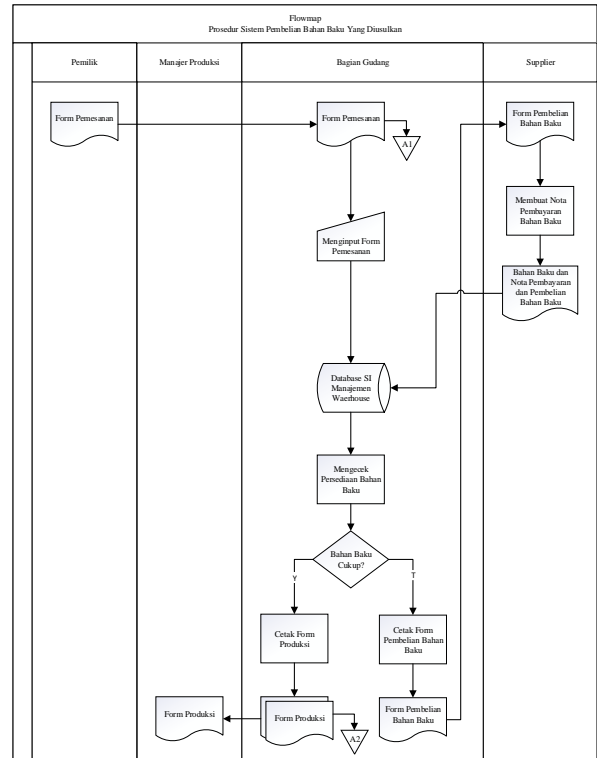 Flowmap
Prosedur Sistem Pembelian Bahan Baku Yang Diusulkan
Pemilik
Manajer Produksi
Bagian Gudang
Supplier
Form Pemesanan
Form Pemesanan
A1
Form Pembelian
Bahan Baku
Membuat Nota
Pembayaran
Bahan Baku
Menginput Form
Pemesanan
Bahan Baku dan
Nota Pembayaran
dan Pembelian
Bahan Baku
Database SI
Manajemen
Waerhouse
Mengecek
Persediaan Bahan
Baku
Bahan Baku
Cukup?
Y
T
Cetak Form
Produksi
Cetak Form
Pembelian Bahan
Baku
Form Produksi
Form Produksi
A2
Form Pembelian
Bahan Baku